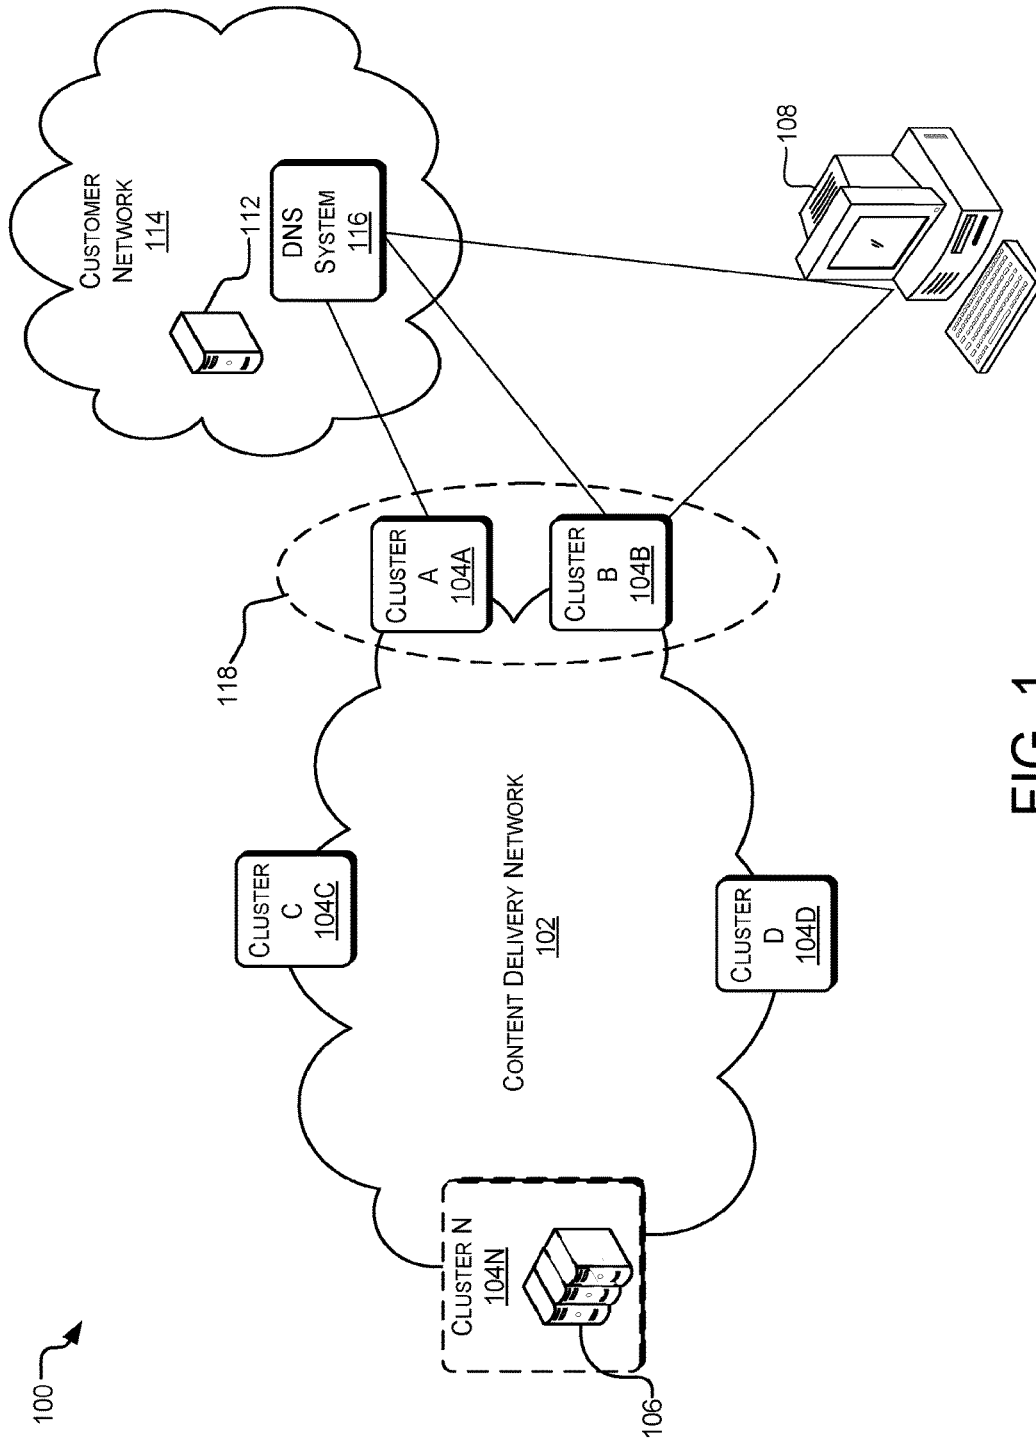 100
CUSTOMER
NETWORK
114
112
DNS
SYSTEM
116
118
CLUSTER
A
104A
CLUSTER
B
104B
108
CLUSTER
C
104C
CONTENT DELIVERY NETWORK
102
CLUSTER
D
104D
CLUSTER N
104N
106
FIG. 1